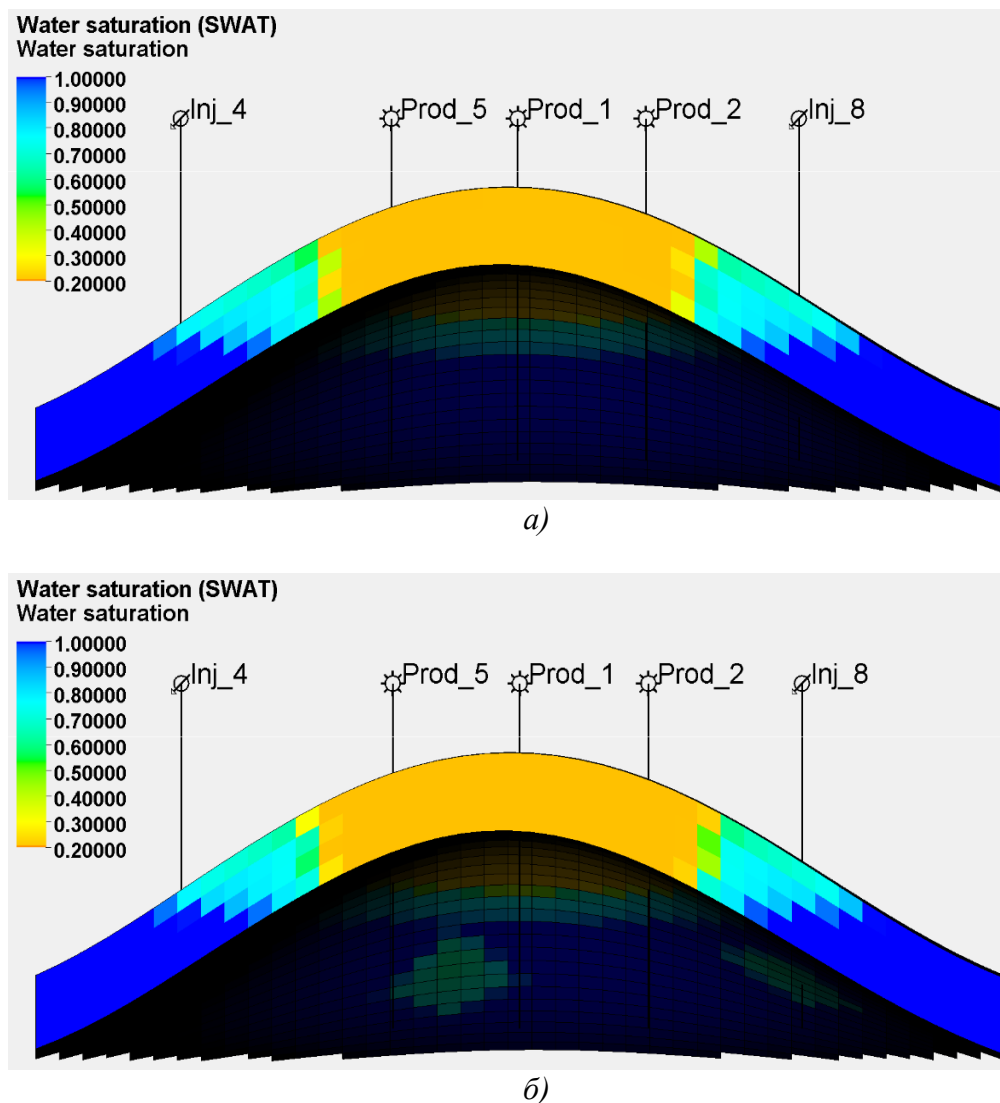 Water saturation (SWAT)
Water saturation
1.00000
0.90000
0.80000
0.70000
0.60000
0.50000
0.40000
0.30000
0.20000
Inj_4 Prod_5 Prod_1 Prod_2 Inj_8
а)
Water saturation (SWAT)
Water saturation
1.00000
0.90000
0.80000
0.70000
0.60000
0.50000
0.40000
0.30000
0.20000
Inj_4 Prod_5 Prod_1 Prod_2 Inj_8
б)